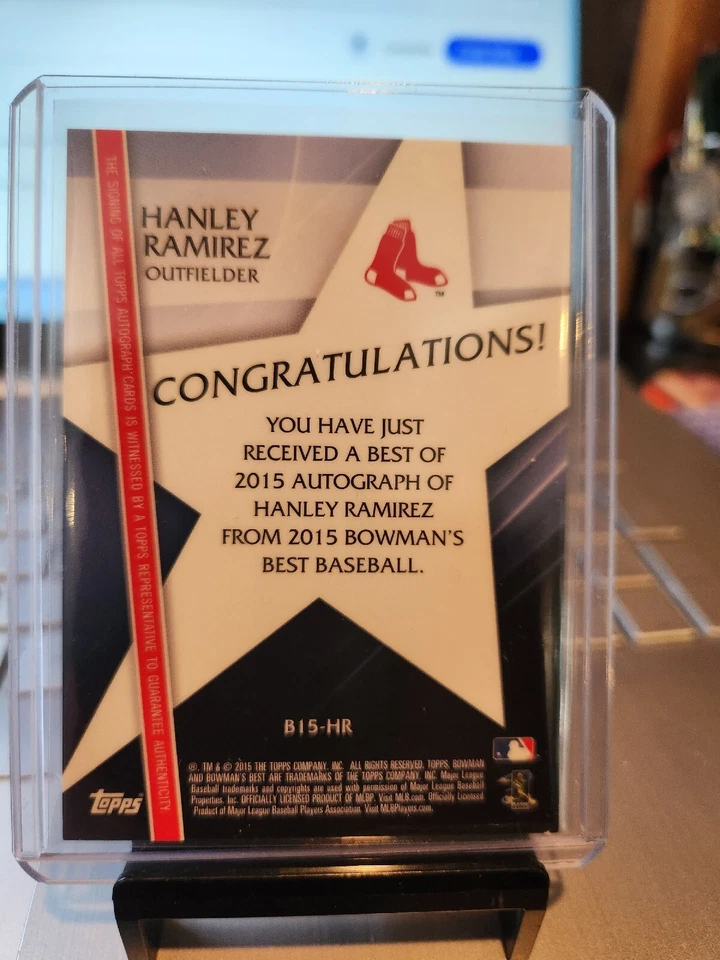 HANLEY
RAMIREZ
OUTFIELDER
TM
CONGRATULATIONS!
YOU HAVE JUST
RECEIVED A BEST OF
2015 AUTOGRAPH OF
HANLEY RAMIREZ
FROM 2015 BOWMAN'S
BEST BASEBALL.
THE SIGNING OF ALL TOPPS AUTOGRAPH CARDS IS WITNESSED BY A TOPPS REPRESENTATIVE TO GUARANTEE AUTHENTICITY.
B15-HR
®, TM & © 2015 THE TOPPS COMPANY, INC. ALL RIGHTS RESERVED. TOPPS, BOWMAN
AND BOWMAN'S BEST ARE TRADEMARKS OF THE TOPPS COMPANY, INC. Major League
Baseball trademarks and copyrights are used with permission of Major League Baseball
Properties, Inc. OFFICIALLY LICENSED PRODUCT OF MLBP. Visit MLB.com. Officially Licensed
Product of Major League Baseball Players Association. Visit MLBPlayers.com.
topps